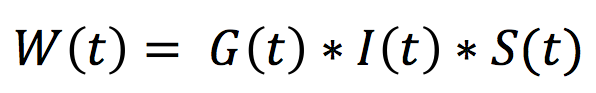 W(t) = G(t) * I(t) * S(t)